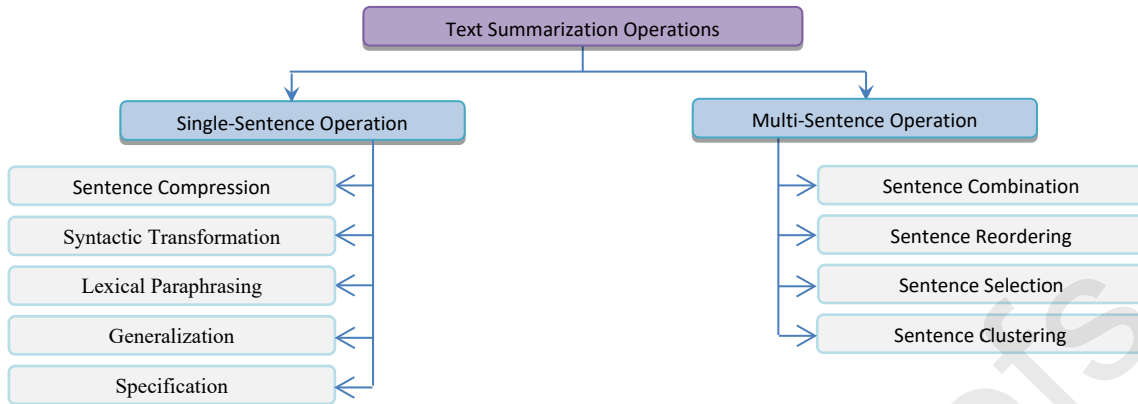 Text Summarization Operations
Single-Sentence Operation
Sentence Compression
Syntactic Transformation
Lexical Paraphrasing
Generalization
Specification
Multi-Sentence Operation
Sentence Combination
Sentence Reordering
Sentence Selection
Sentence Clustering